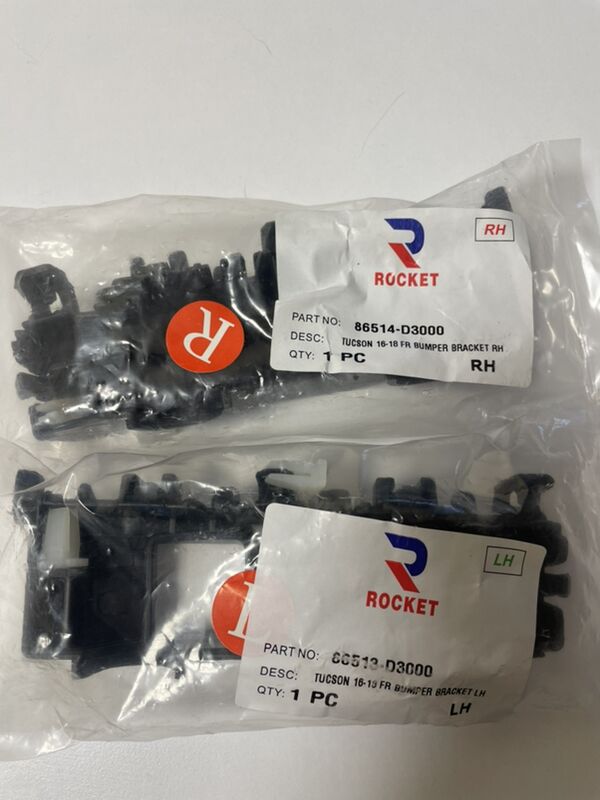 RH
ROCKET
PART NO: 86514-D3000
DESC: TUCSON 16-18 FR BUMPER BRACKET RH
QTY: 1 PC RH
R
LH
ROCKET
PART NO: 86513-D3000
DESC: TUCSON 16-18 FR BUMPER BRACKET LH
QTY: 1 PC LH